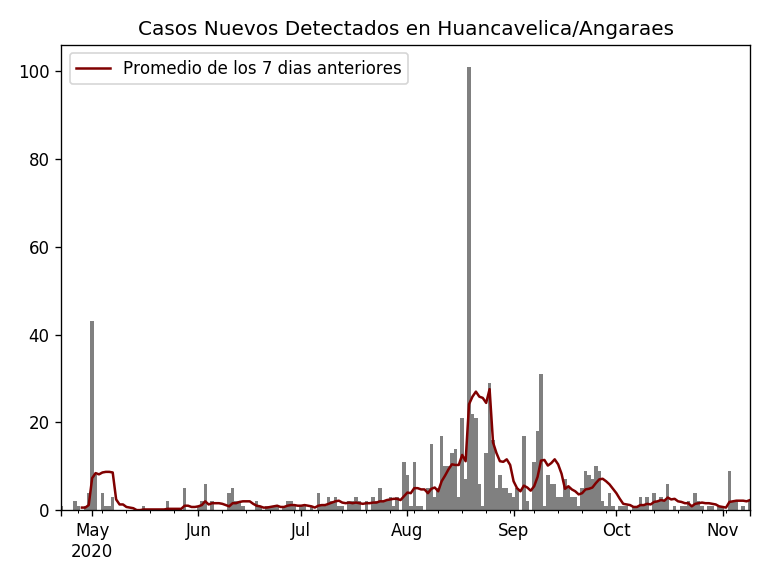 Casos Nuevos Detectados en Huancavelica/Angaraes
Promedio de los 7 dias anteriores
100
80
60
40
20
0
May Jun Jul Aug Sep Oct Nov
2020